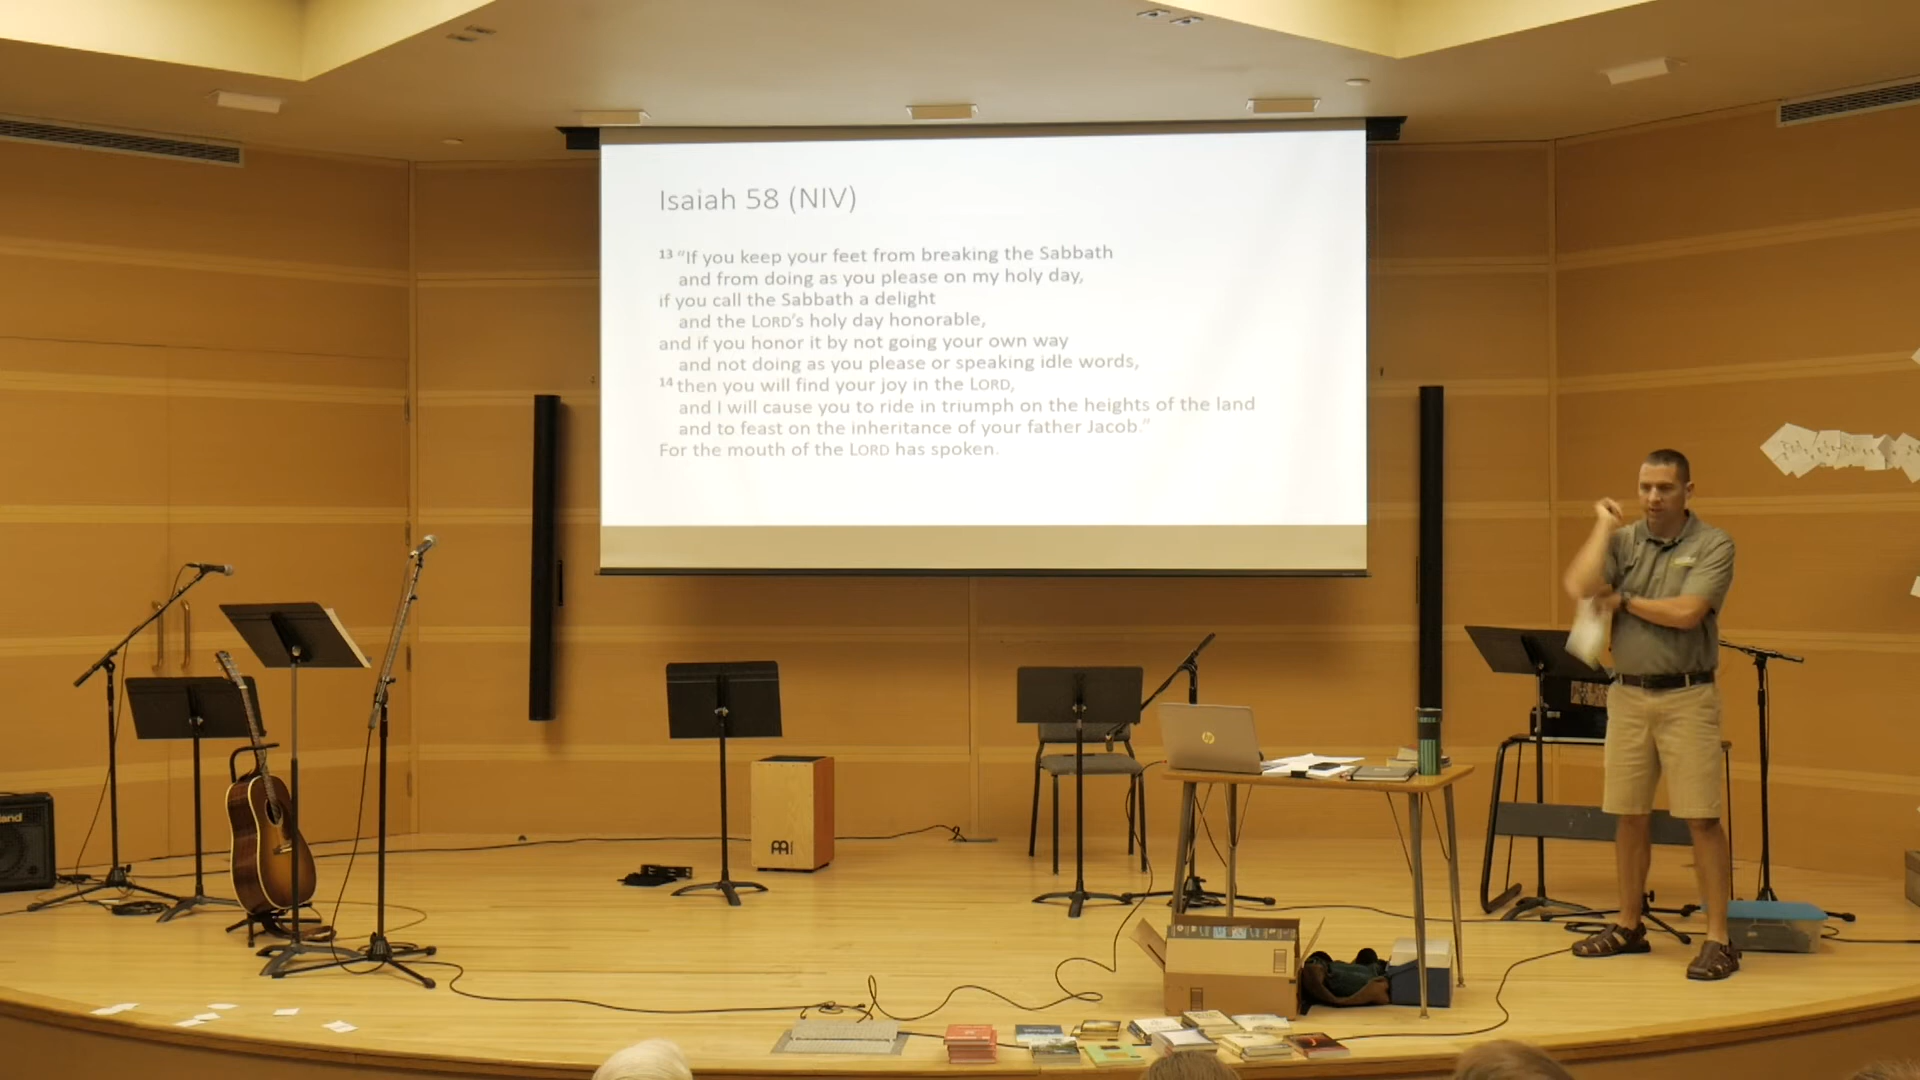 Isaiah 58 (NIV)
13 “If you keep your feet from breaking the Sabbath
and from doing as you please on my holy day,
if you call the Sabbath a delight
and the LORD’s holy day honorable,
and if you honor it by not going your own way
and not doing as you please or speaking idle words,
14 then you will find your joy in the LORD,
and I will cause you to ride in triumph on the heights of the land
and to feast on the inheritance of your father Jacob.”
For the mouth of the LORD has spoken.
hp